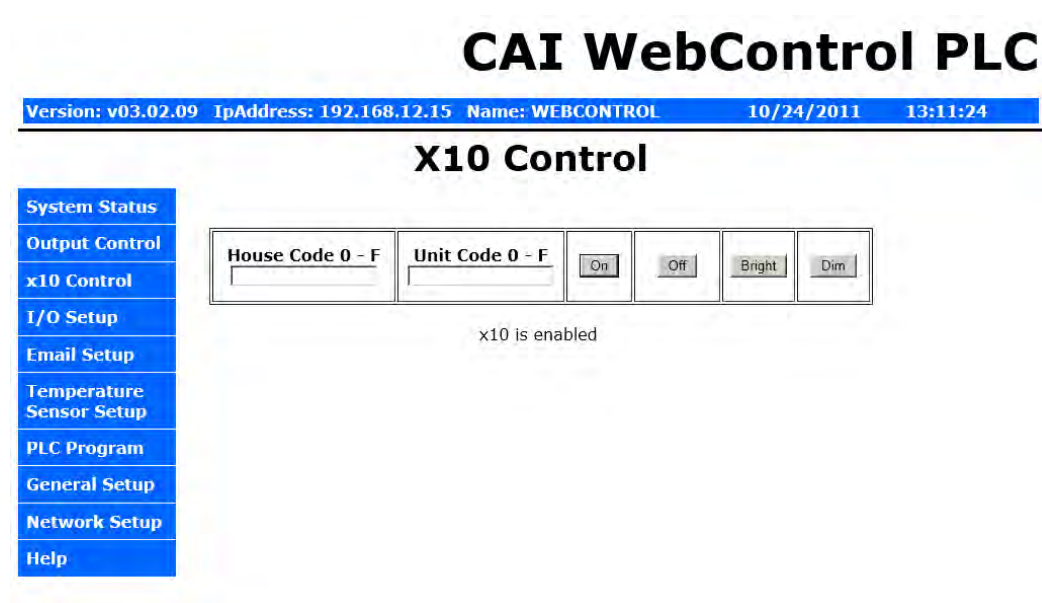 CAI WebControl PLC
Version: v03.02.09 IpAddress: 192.168.12.15 Name: WEBCONTROL 10/24/2011 13:11:24
X10 Control
System Status
Output Control
x10 Control
I/O Setup
Email Setup
Temperature
Sensor Setup
PLC Program
General Setup
Network Setup
Help
House Code 0 - F Unit Code 0 - F On Off Bright Dim
x10 is enabled